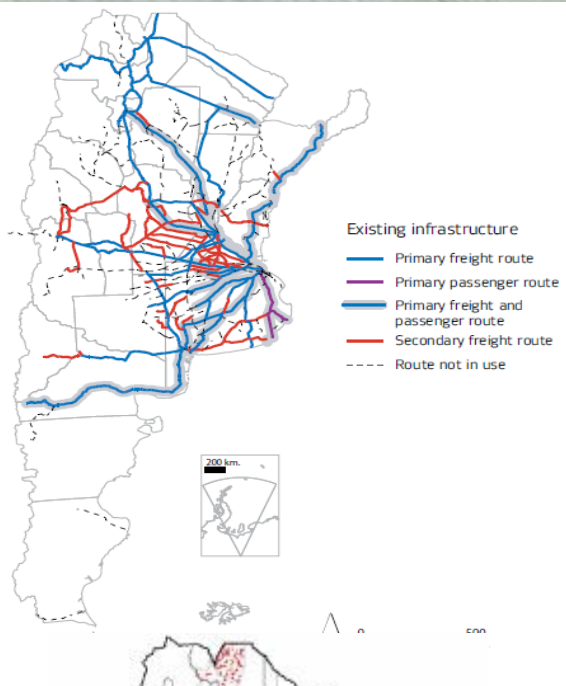 Existing infrastructure
Primary freight route
Primary passenger route
Primary freight and
passenger route
Secondary freight route
Route not in use
200 km.